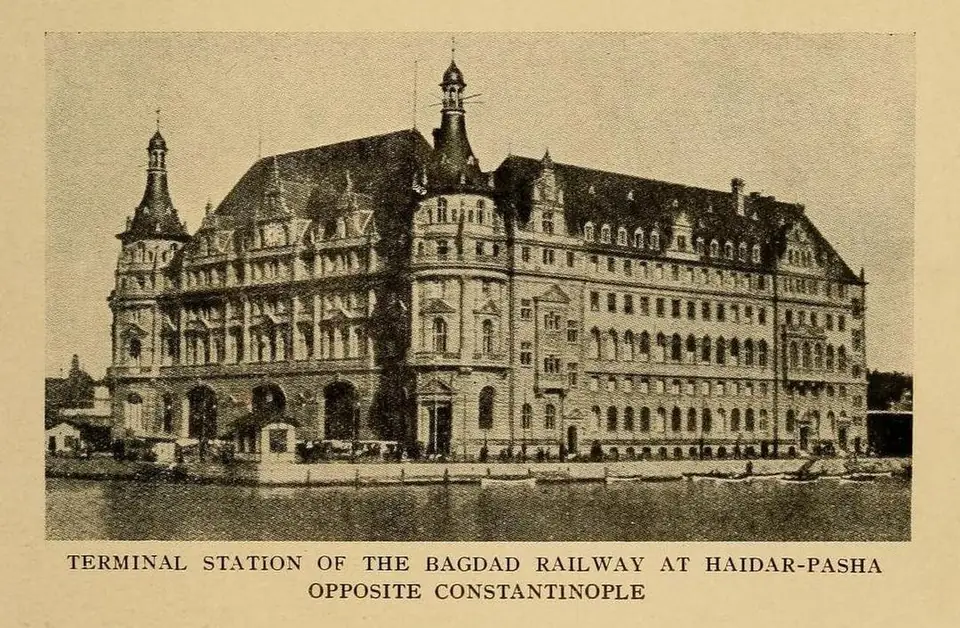 TERMINAL STATION OF THE BAGDAD RAILWAY AT HAIDAR-PASHA
OPPOSITE CONSTANTINOPLE